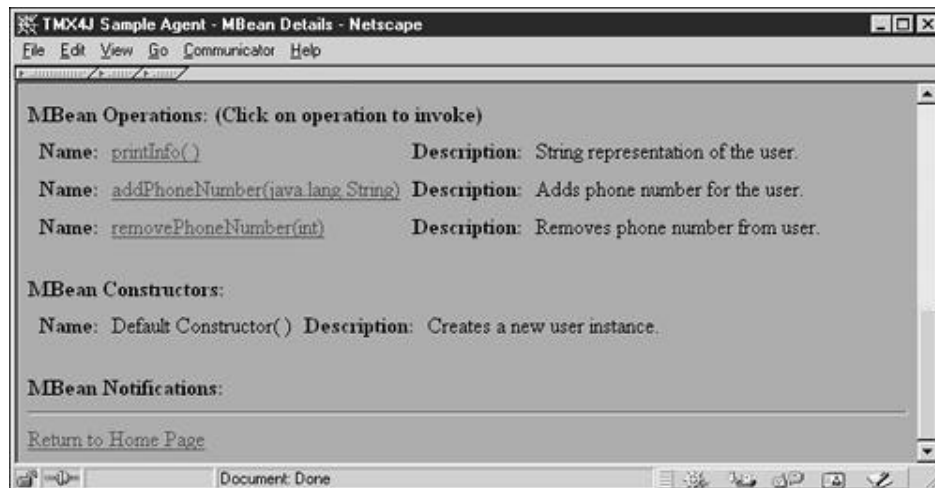 TMX4J Sample Agent - MBean Details - Netscape
File Edit View Go Communicator Help
MBean Operations: (Click on operation to invoke)
Name: printInfo( ) Description: String representation of the user.
Name: addPhoneNumber(java.lang.String) Description: Adds phone number for the user.
Name: removePhoneNumber(int) Description: Removes phone number from user.
MBean Constructors:
Name: Default Constructor( ) Description: Creates a new user instance.
MBean Notifications:
Return to Home Page
Document: Done